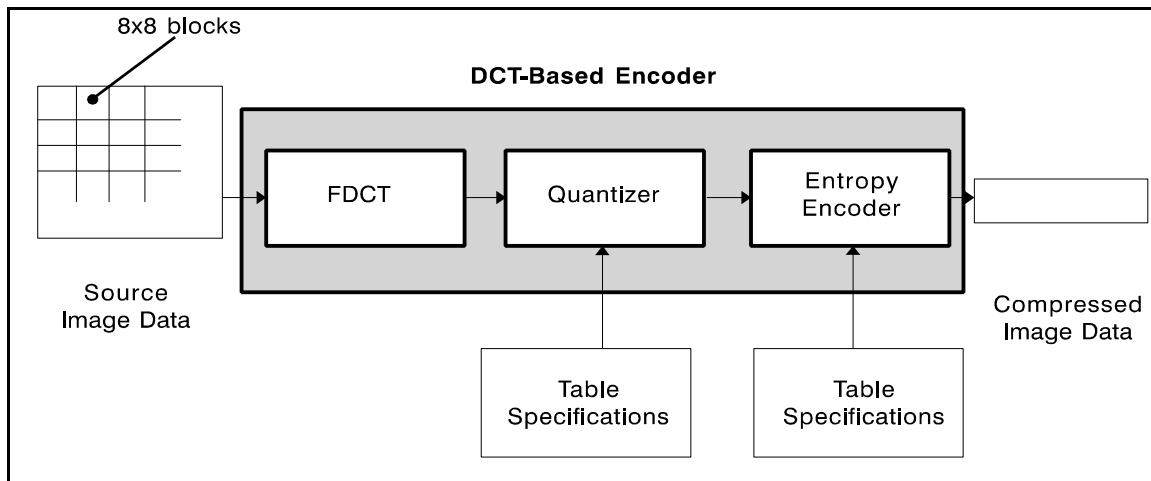 8x8 blocks
DCT-Based Encoder
FDCT
Quantizer
Entropy
Encoder
Source
Image Data
Compressed
Image Data
Table
Specifications
Table
Specifications